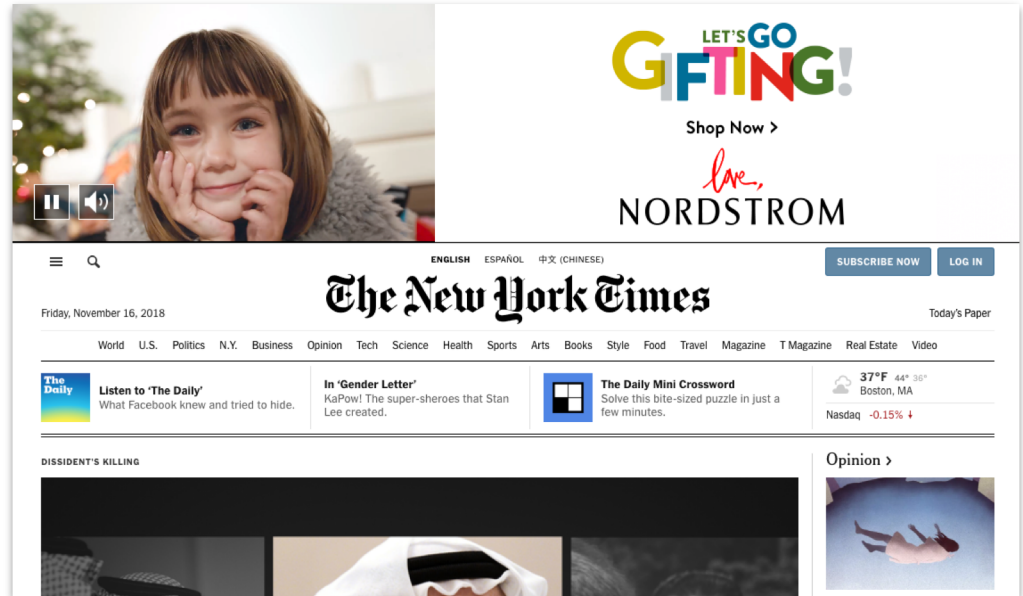 LET'S GO
GIFTING!
Shop Now >
love,
NORDSTROM
ENGLISH ESPAÑOL 中文 (CHINESE)
SUBSCRIBE NOW LOG IN
The New York Times
Friday, November 16, 2018
Today's Paper
World U.S. Politics N.Y. Business Opinion Tech Science Health Sports Arts Books Style Food Travel Magazine T Magazine Real Estate Video
The
Daily
Listen to ‘The Daily’
What Facebook knew and tried to hide.
In ‘Gender Letter’
KaPow! The super-sheroes that Stan
Lee created.
The Daily Mini Crossword
Solve this bite-sized puzzle in just a
few minutes.
37°F 44° 36°
Boston, MA
Nasdaq -0.15% ↓
DISSIDENT'S KILLING
Opinion >